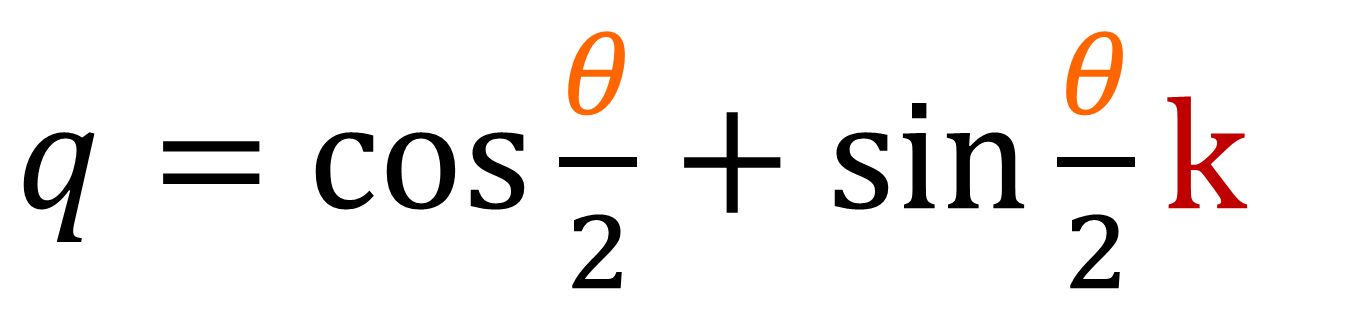 q = cos θ/2 + sin θ/2 k